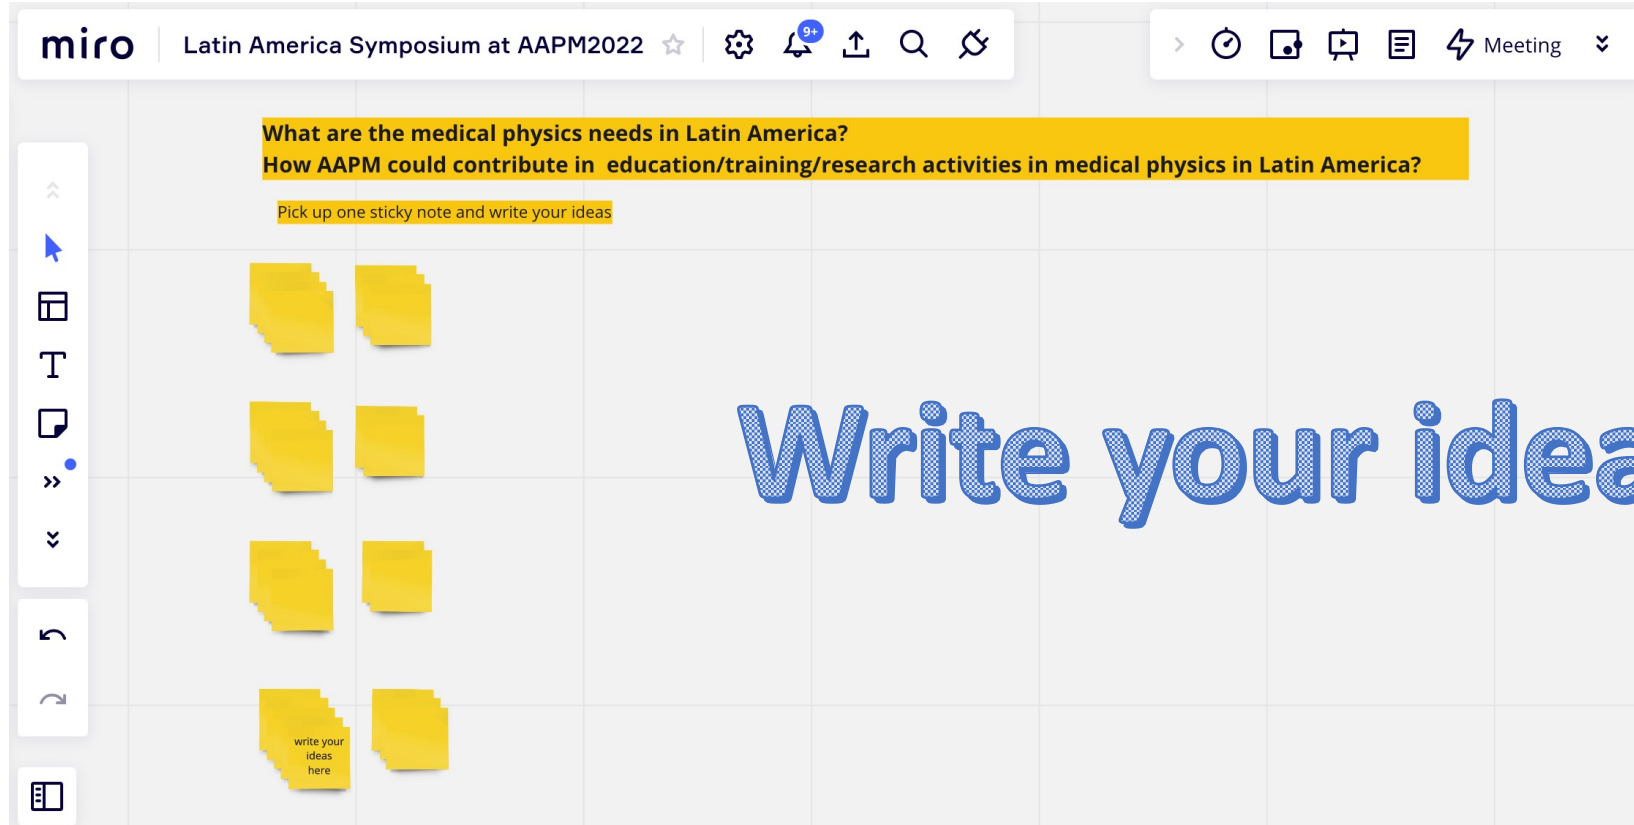 miro
Latin America Symposium at AAPM2022
9+
Meeting
What are the medical physics needs in Latin America?
How AAPM could contribute in  education/training/research activities in medical physics in Latin America?
Pick up one sticky note and write your ideas
Write your idea
write your
ideas
here